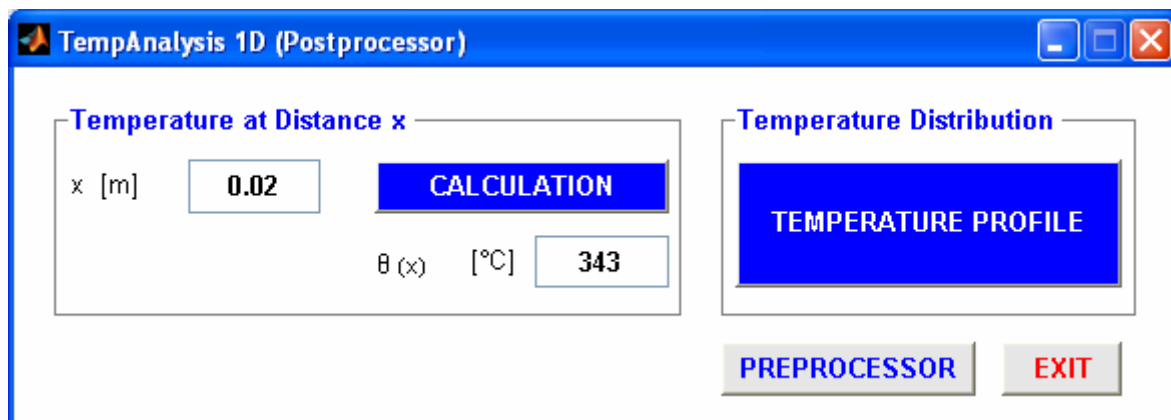 TempAnalysis 1D (Postprocessor)
Temperature at Distance x
x [m] 0.02 CALCULATION
θ (x) [°C] 343
Temperature Distribution
TEMPERATURE PROFILE
PREPROCESSOR EXIT